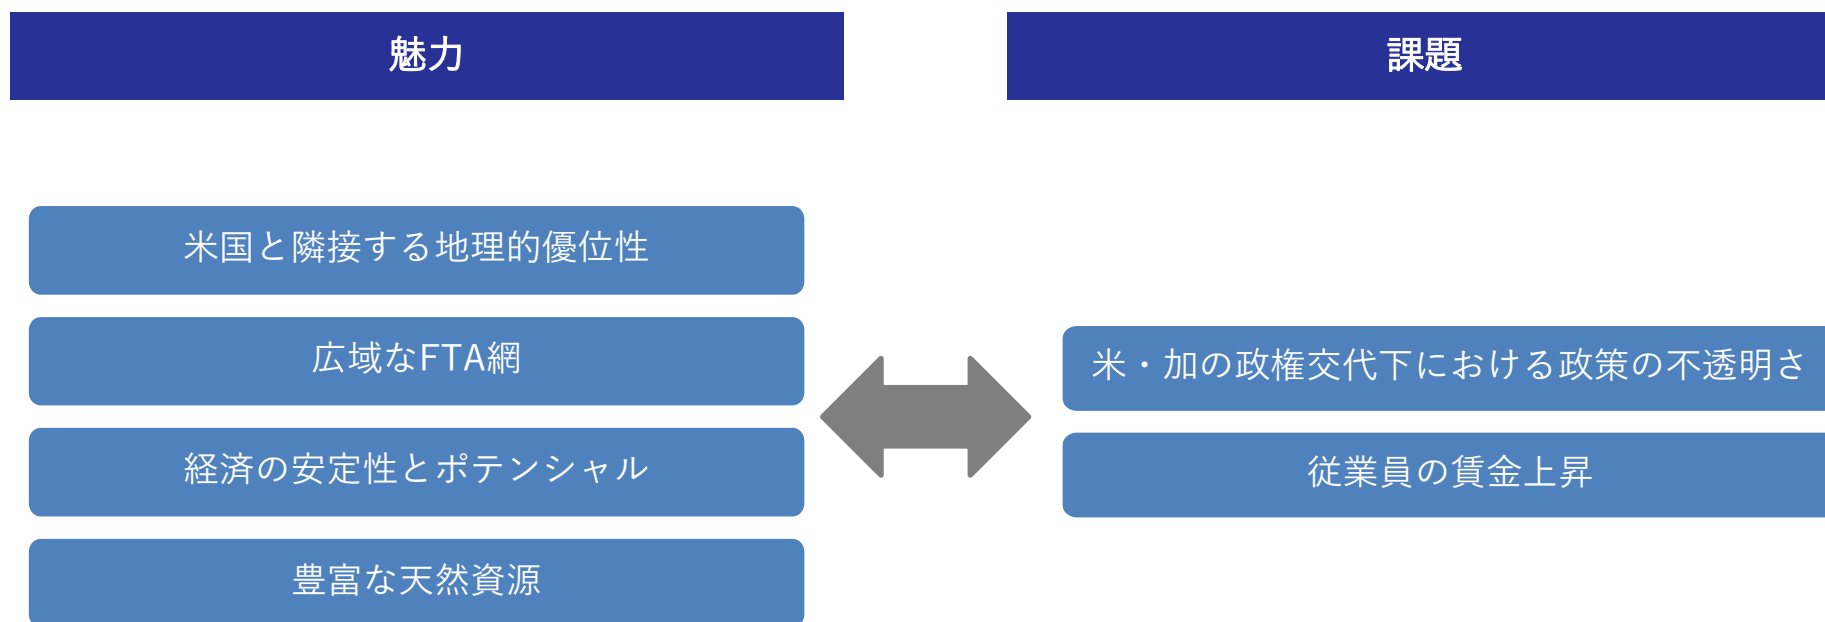 魅力
米国と隣接する地理的優位性
広域なFTA網
経済の安定性とポテンシャル
豊富な天然資源
課題
米・加の政権交代下における政策の不透明さ
従業員の賃金上昇